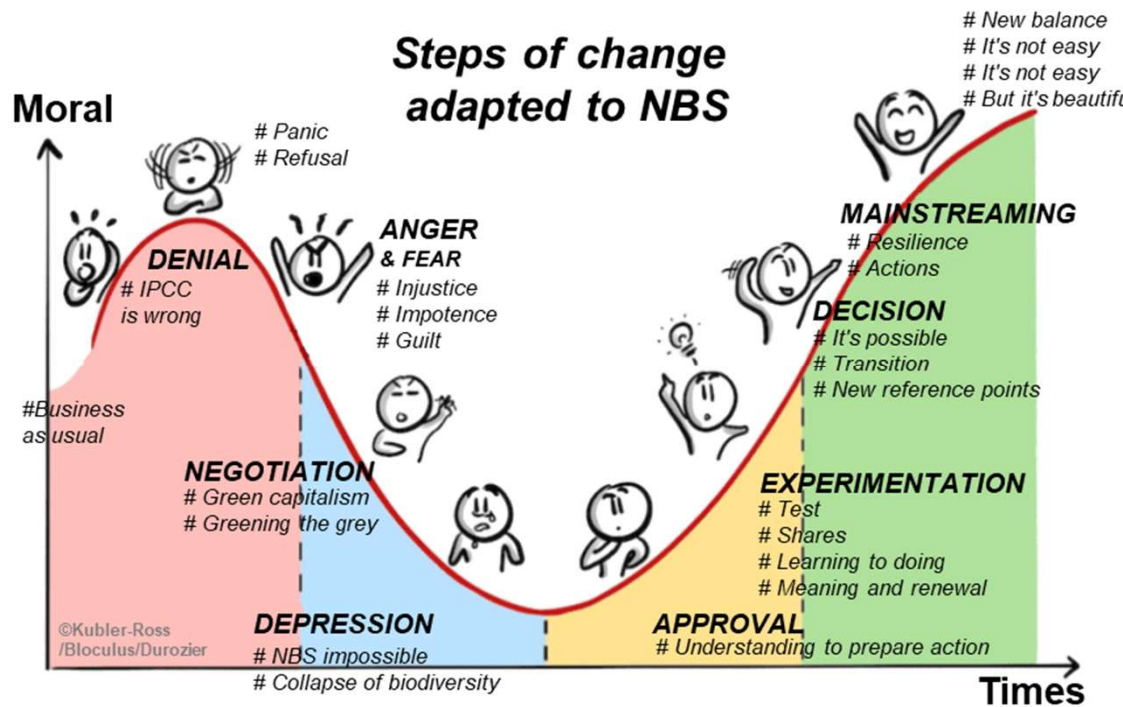 Steps of change
adapted to NBS
# New balance
# It's not easy
# It's not easy
# But it's beautifu
Moral
# Panic
# Refusal
DENIAL
# IPCC
is wrong
ANGER
& FEAR
# Injustice
# Impotence
# Guilt
#Business
as usual
NEGOTIATION
# Green capitalism
# Greening the grey
DEPRESSION
# NBS impossible
# Collapse of biodiversity
APPROVAL
# Understanding to prepare action
EXPERIMENTATION
# Test
# Shares
# Learning to doing
# Meaning and renewal
DECISION
# It's possible
# Transition
# New reference points
MAINSTREAMING
# Resilience
# Actions
©Kubler-Ross
/Bloculus/Durozier
Times